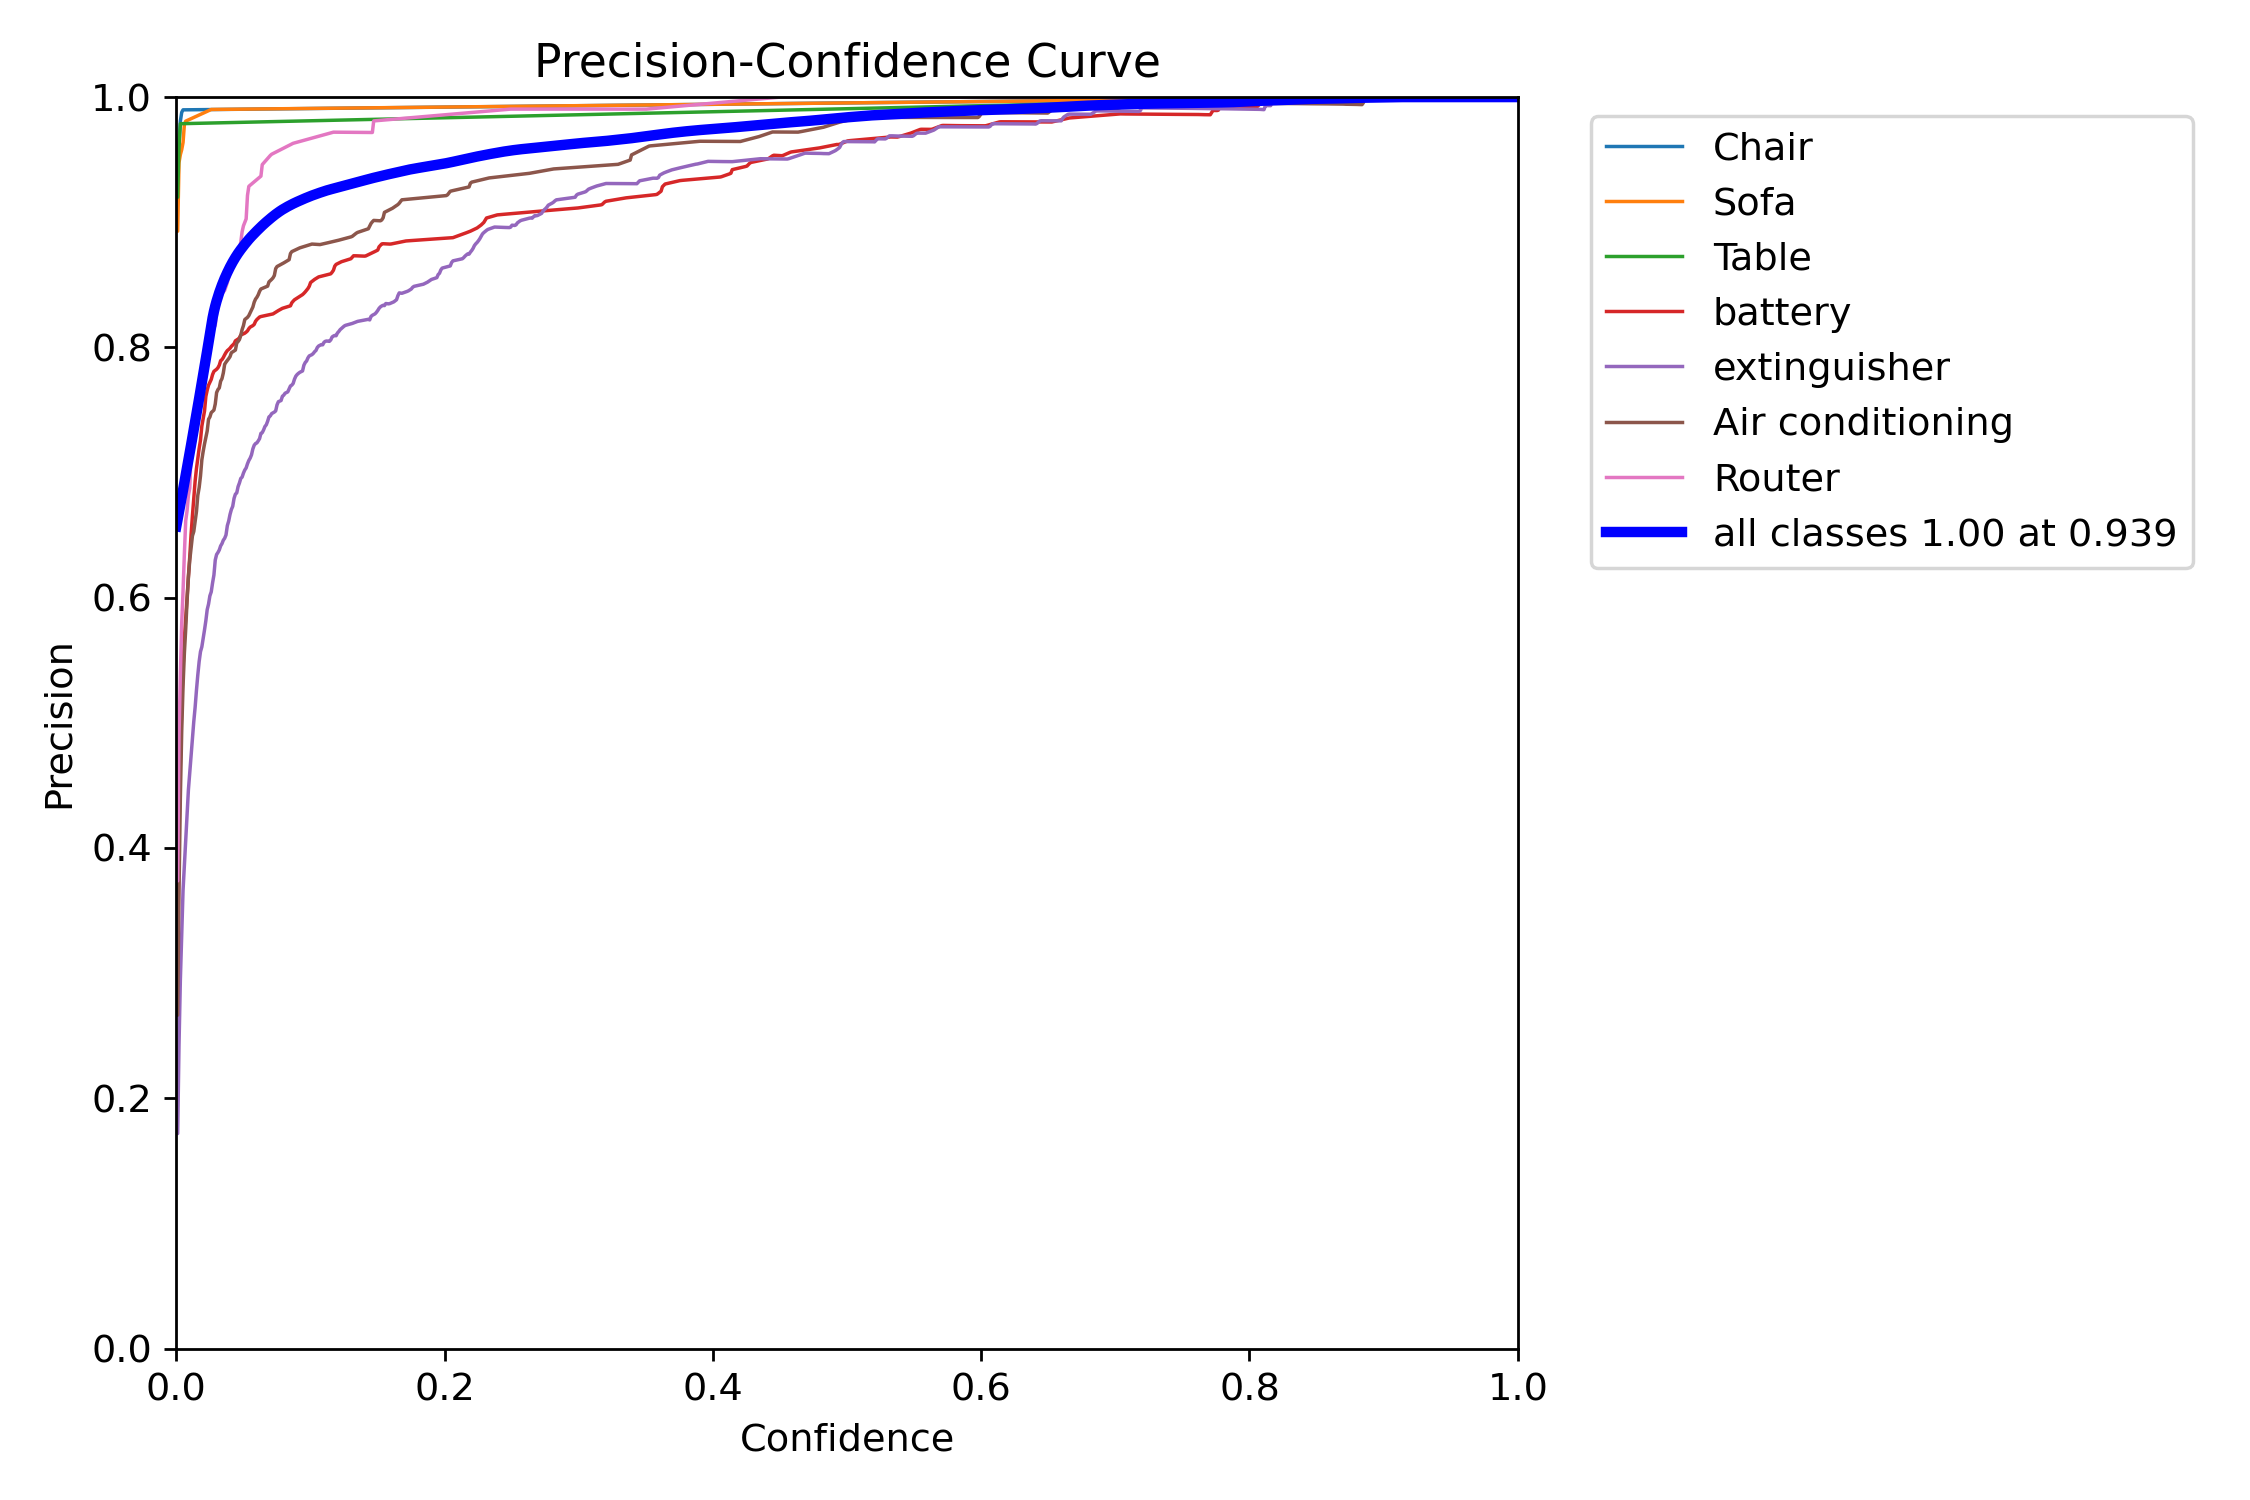 Precision-Confidence Curve
1.0
0.8
0.6
0.4
0.2
0.0
Precision
0.0 0.2 0.4 0.6 0.8 1.0
Confidence
Chair
Sofa
Table
battery
extinguisher
Air conditioning
Router
all classes 1.00 at 0.939